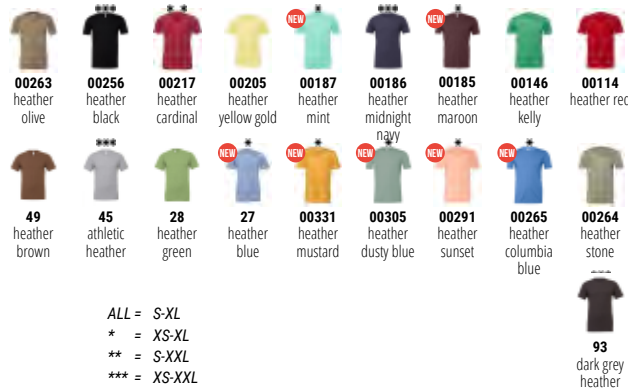 *** ** NEW * *** NEW *
00263 00256 00217 00205 00187 00186 00185 00146 00114
heather heather heather heather heather heather heather heather heather red
olive black cardinal yellow gold mint midnight maroon kelly
navy
*** NEW * NEW * NEW * NEW * NEW *
49 45 28 27 00331 00305 00291 00265 00264
heather athletic heather heather heather heather heather heather heather
brown heather green blue mustard dusty blue sunset columbia stone
blue
***
93
dark grey
heather
ALL = S-XL
* = XS-XL
** = S-XXL
*** = XS-XXL